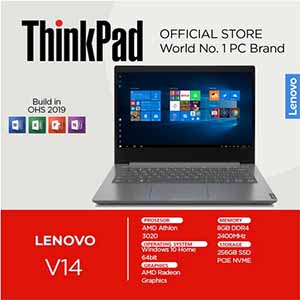 ThinkPad
OFFICIAL STORE
World No. 1 PC Brand
Lenovo
Build in
OHS 2019
LENOVO
V14
PROSESOR
AMD Athlon
3020
OPERATING SYSTEM
Windows 10 Home
64bit
GRAPHICS
AMD Radeon
Graphics
MEMORY
8GB DDR4
2400MHz
STORAGE
256GB SSD
PCIE NVME